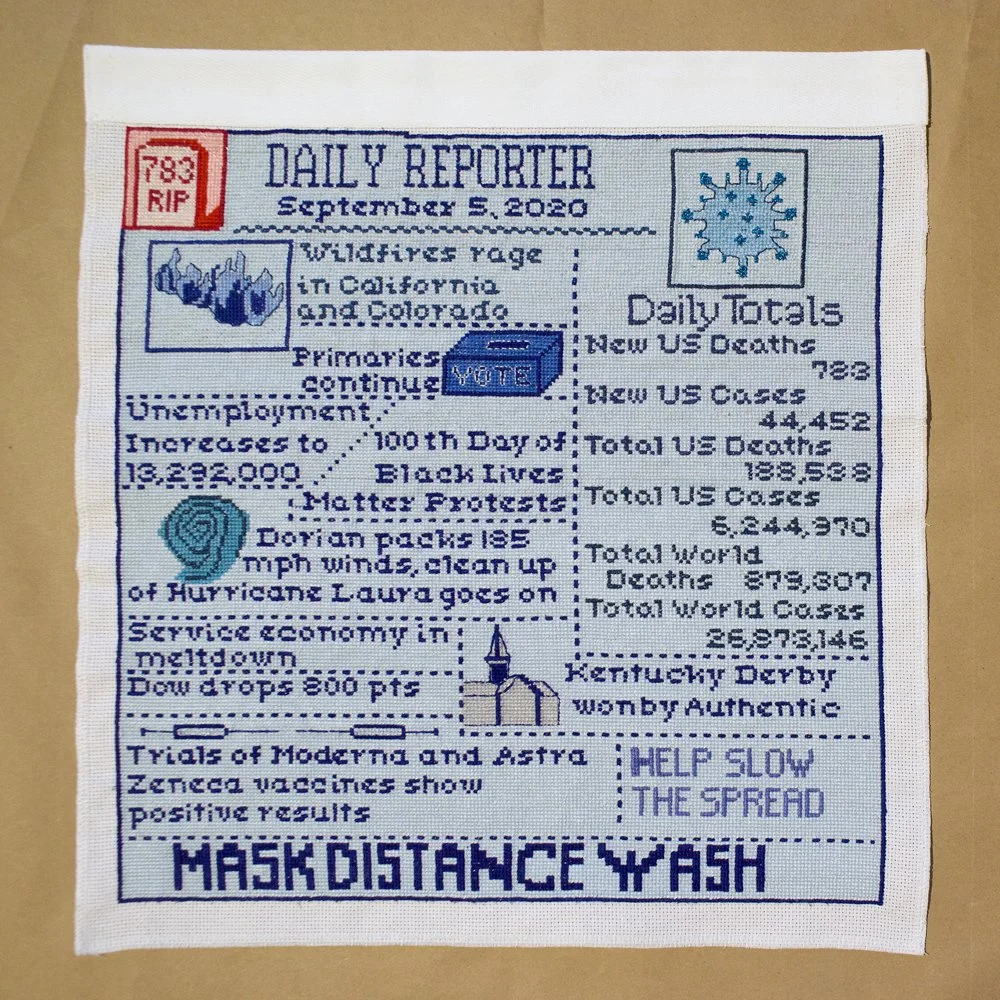 783
RIP
DAILY REPORTER
September 5, 2020
Wildfires rage
in California
and Colorado
Primaries
continue
VOTE
Unemployment
Increases to
13,292,000
100th Day of
Black Lives
Matter Protests
Dorian packs 185
mph winds, clean up
of Hurricane Laura goes on
Service economy in
meltdown
Dow drops 800 pts
Daily Totals
New US Deaths
783
New US Cases
44,452
Total US Deaths
188,538
Total US Cases
6,244,970
Total World
Deaths 879,307
Total World Cases
26,973,146
Kentucky Derby
won by Authentic
Trials of Moderna and Astra
Zeneca vaccines show
positive results
HELP SLOW
THE SPREAD
MASK DISTANCE WASH